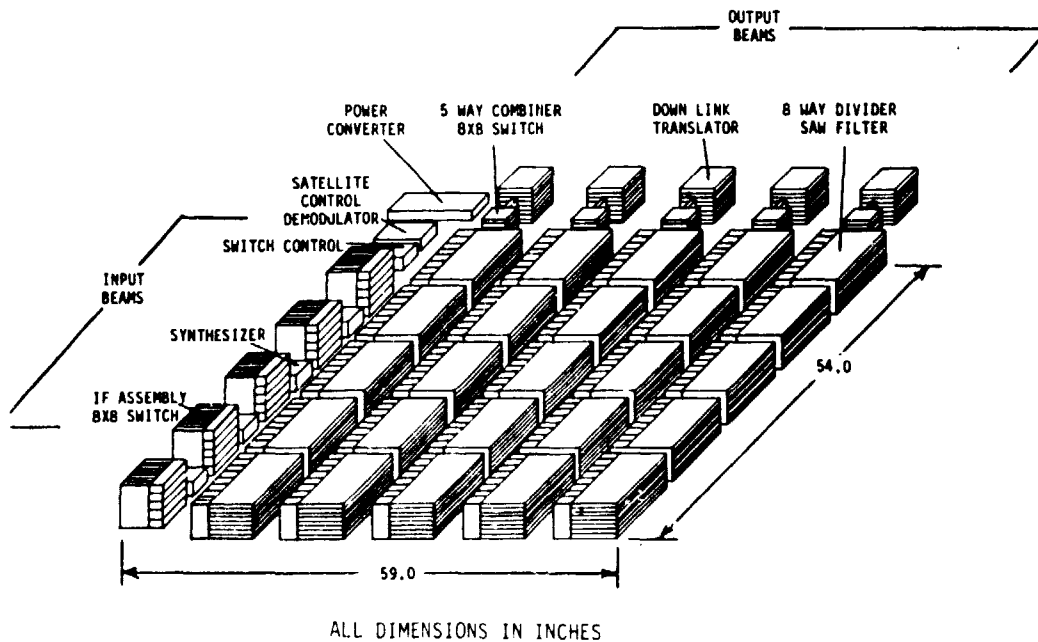 OUTPUT
BEAMS
POWER
CONVERTER
5 WAY COMBINER
8X8 SWITCH
DOWN LINK
TRANSLATOR
8 WAY DIVIDER
SAW FILTER
SATELLITE
CONTROL
DEMODULATOR
SWITCH CONTROL
INPUT
BEAMS
SYNTHESIZER
IF ASSEMBLY
8X8 SWITCH
54.0
59.0
ALL DIMENSIONS IN INCHES